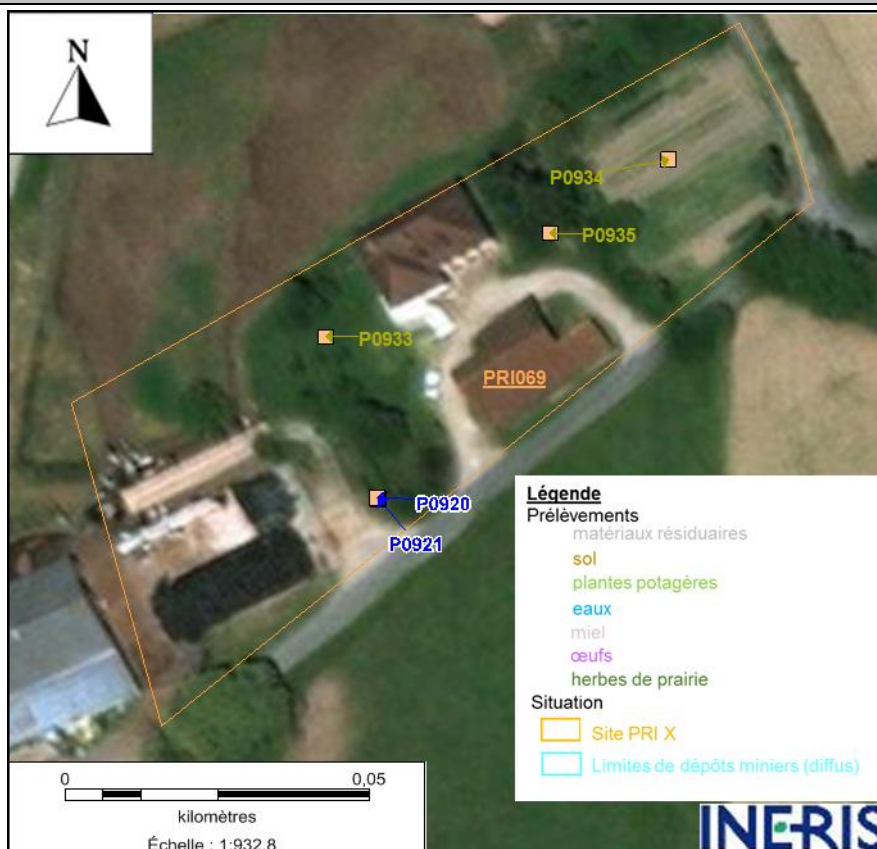 N
P0934
P0935
P0933
PRI069
P0920
P0921
Légende
Prélèvements
matériaux résiduaires
sol
plantes potagères
eaux
miel
œufs
herbes de prairie
Situation
Site PRI X
Limites de dépôts miniers (diffus)
0 0,05
kilomètres
Échelle : 1:932,8
INERIS